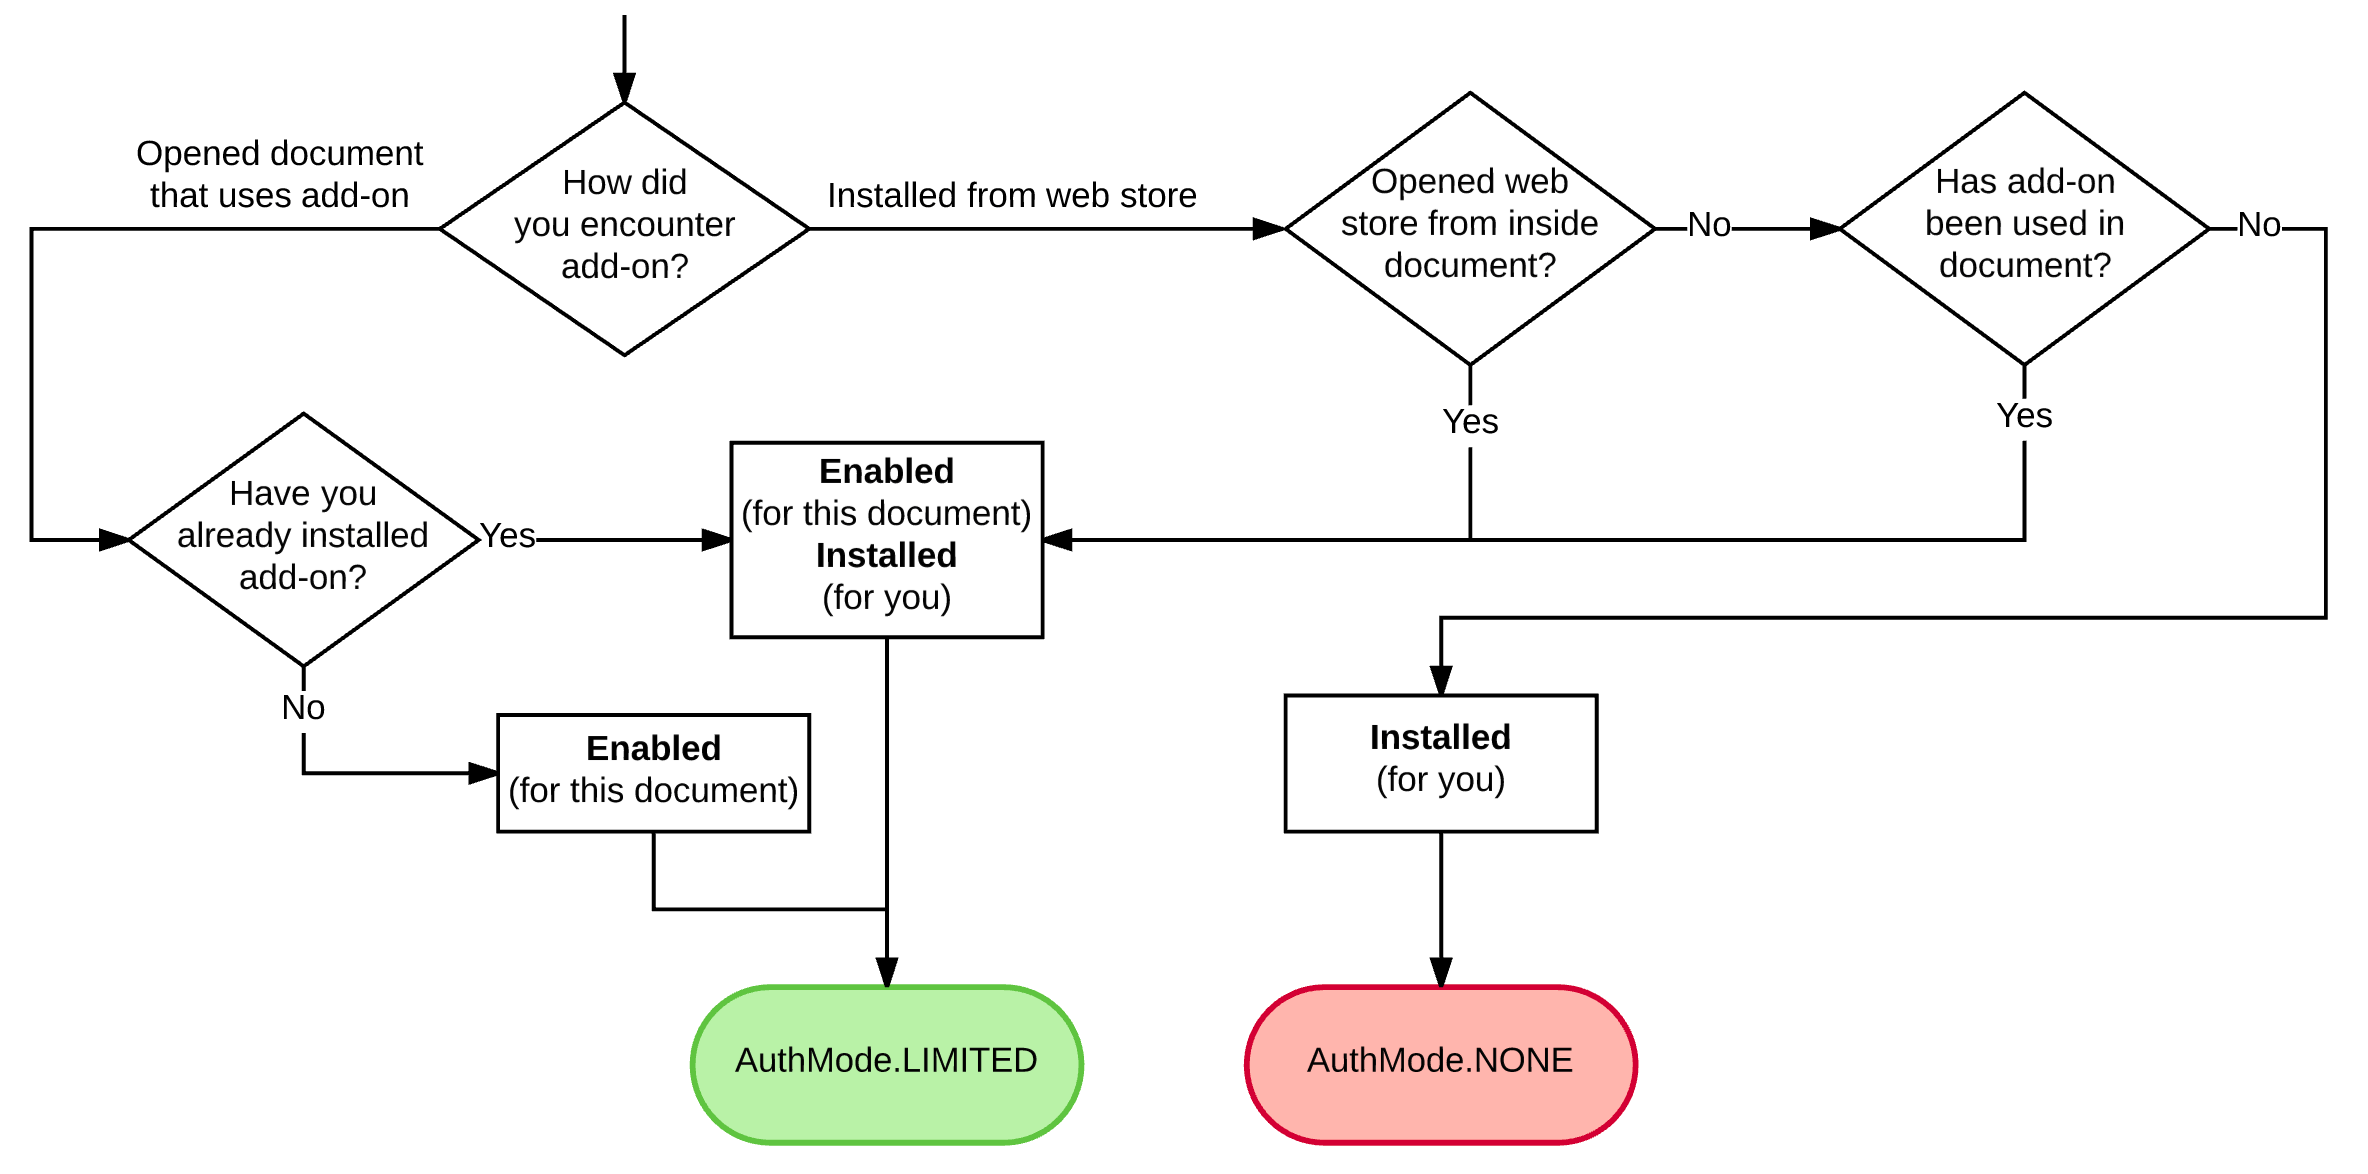 Opened document
that uses add-on
How did
you encounter
add-on?
Installed from web store
Opened web
store from inside
document?
No
Has add-on
been used in
document?
No
Yes
Yes
Have you
already installed
add-on?
Yes
Enabled
(for this document)
Installed
(for you)
No
Enabled
(for this document)
Installed
(for you)
AuthMode.LIMITED
AuthMode.NONE